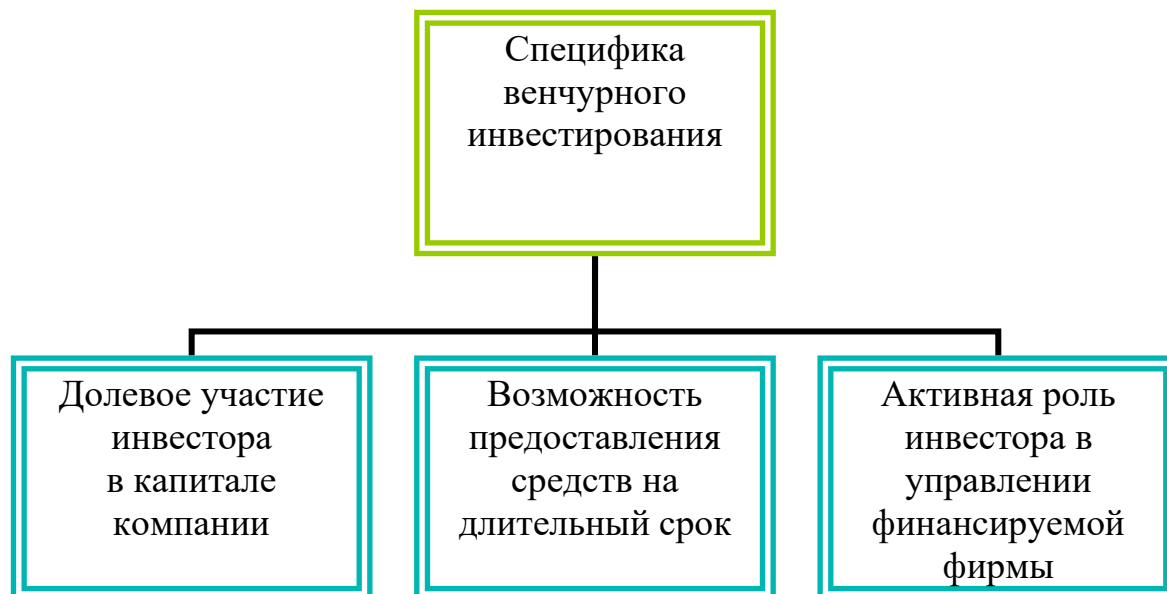 Специфика
венчурного
инвестирования
Долевое участие
инвестора
в капитале
компании
Возможность
предоставления
средств на
длительный срок
Активная роль
инвестора в
управлении
финансируемой
фирмы